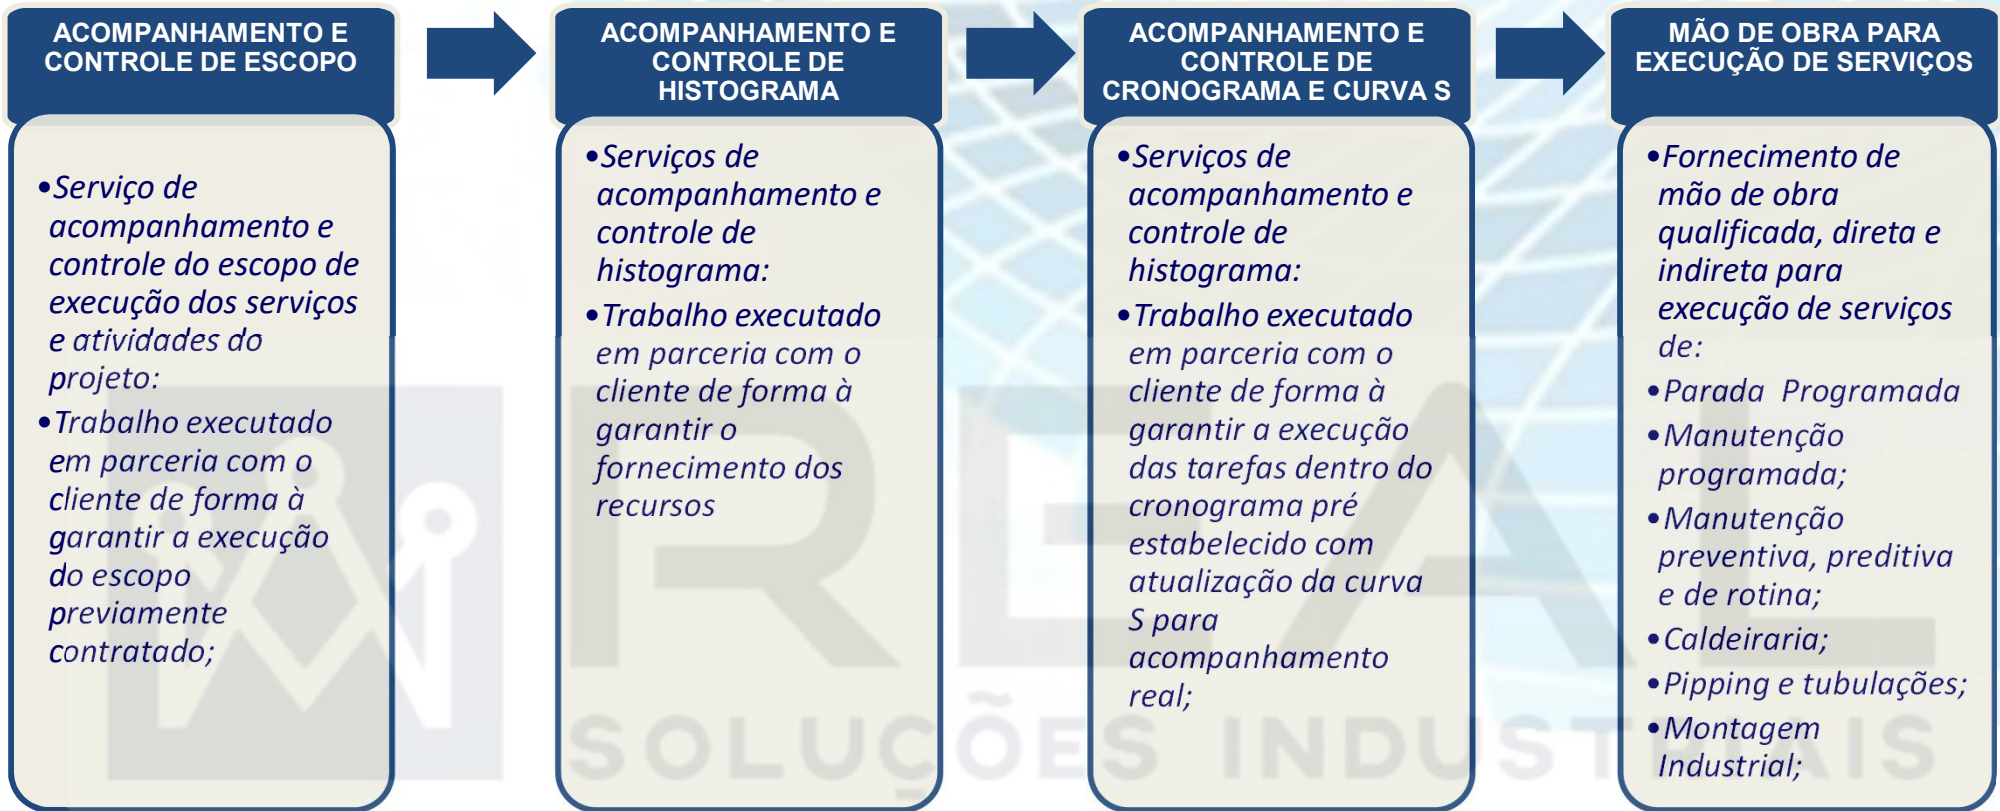 ACOMPANHAMENTO E
CONTROLE DE ESCOPO
•Serviço de
acompanhamento e
controle do escopo de
execução dos serviços
e atividades do
projeto:
•Trabalho executado
em parceria com o
cliente de forma à
garantir a execução
do escopo
previamente
contratado;
ACOMPANHAMENTO E
CONTROLE DE
HISTOGRAMA
•Serviços de
acompanhamento e
controle de
histograma:
•Trabalho executado
em parceria com o
cliente de forma à
garantir o
fornecimento dos
recursos
ACOMPANHAMENTO E
CONTROLE DE
CRONOGRAMA E CURVA S
•Serviços de
acompanhamento e
controle de
histograma:
•Trabalho executado
em parceria com o
cliente de forma à
garantir a execução
das tarefas dentro do
cronograma pré
estabelecido com
atualização da curva
S para
acompanhamento
real;
MÃO DE OBRA PARA
EXECUÇÃO DE SERVIÇOS
•Fornecimento de
mão de obra
qualificada, direta e
indireta para
execução de serviços
de:
•Parada  Programada
•Manutenção
programada;
•Manutenção
preventiva, preditiva
e de rotina;
•Caldeiraria;
•Pipping e tubulações;
•Montagem
Industrial;
REAL
SOLUÇÕES INDUSTRIAIS